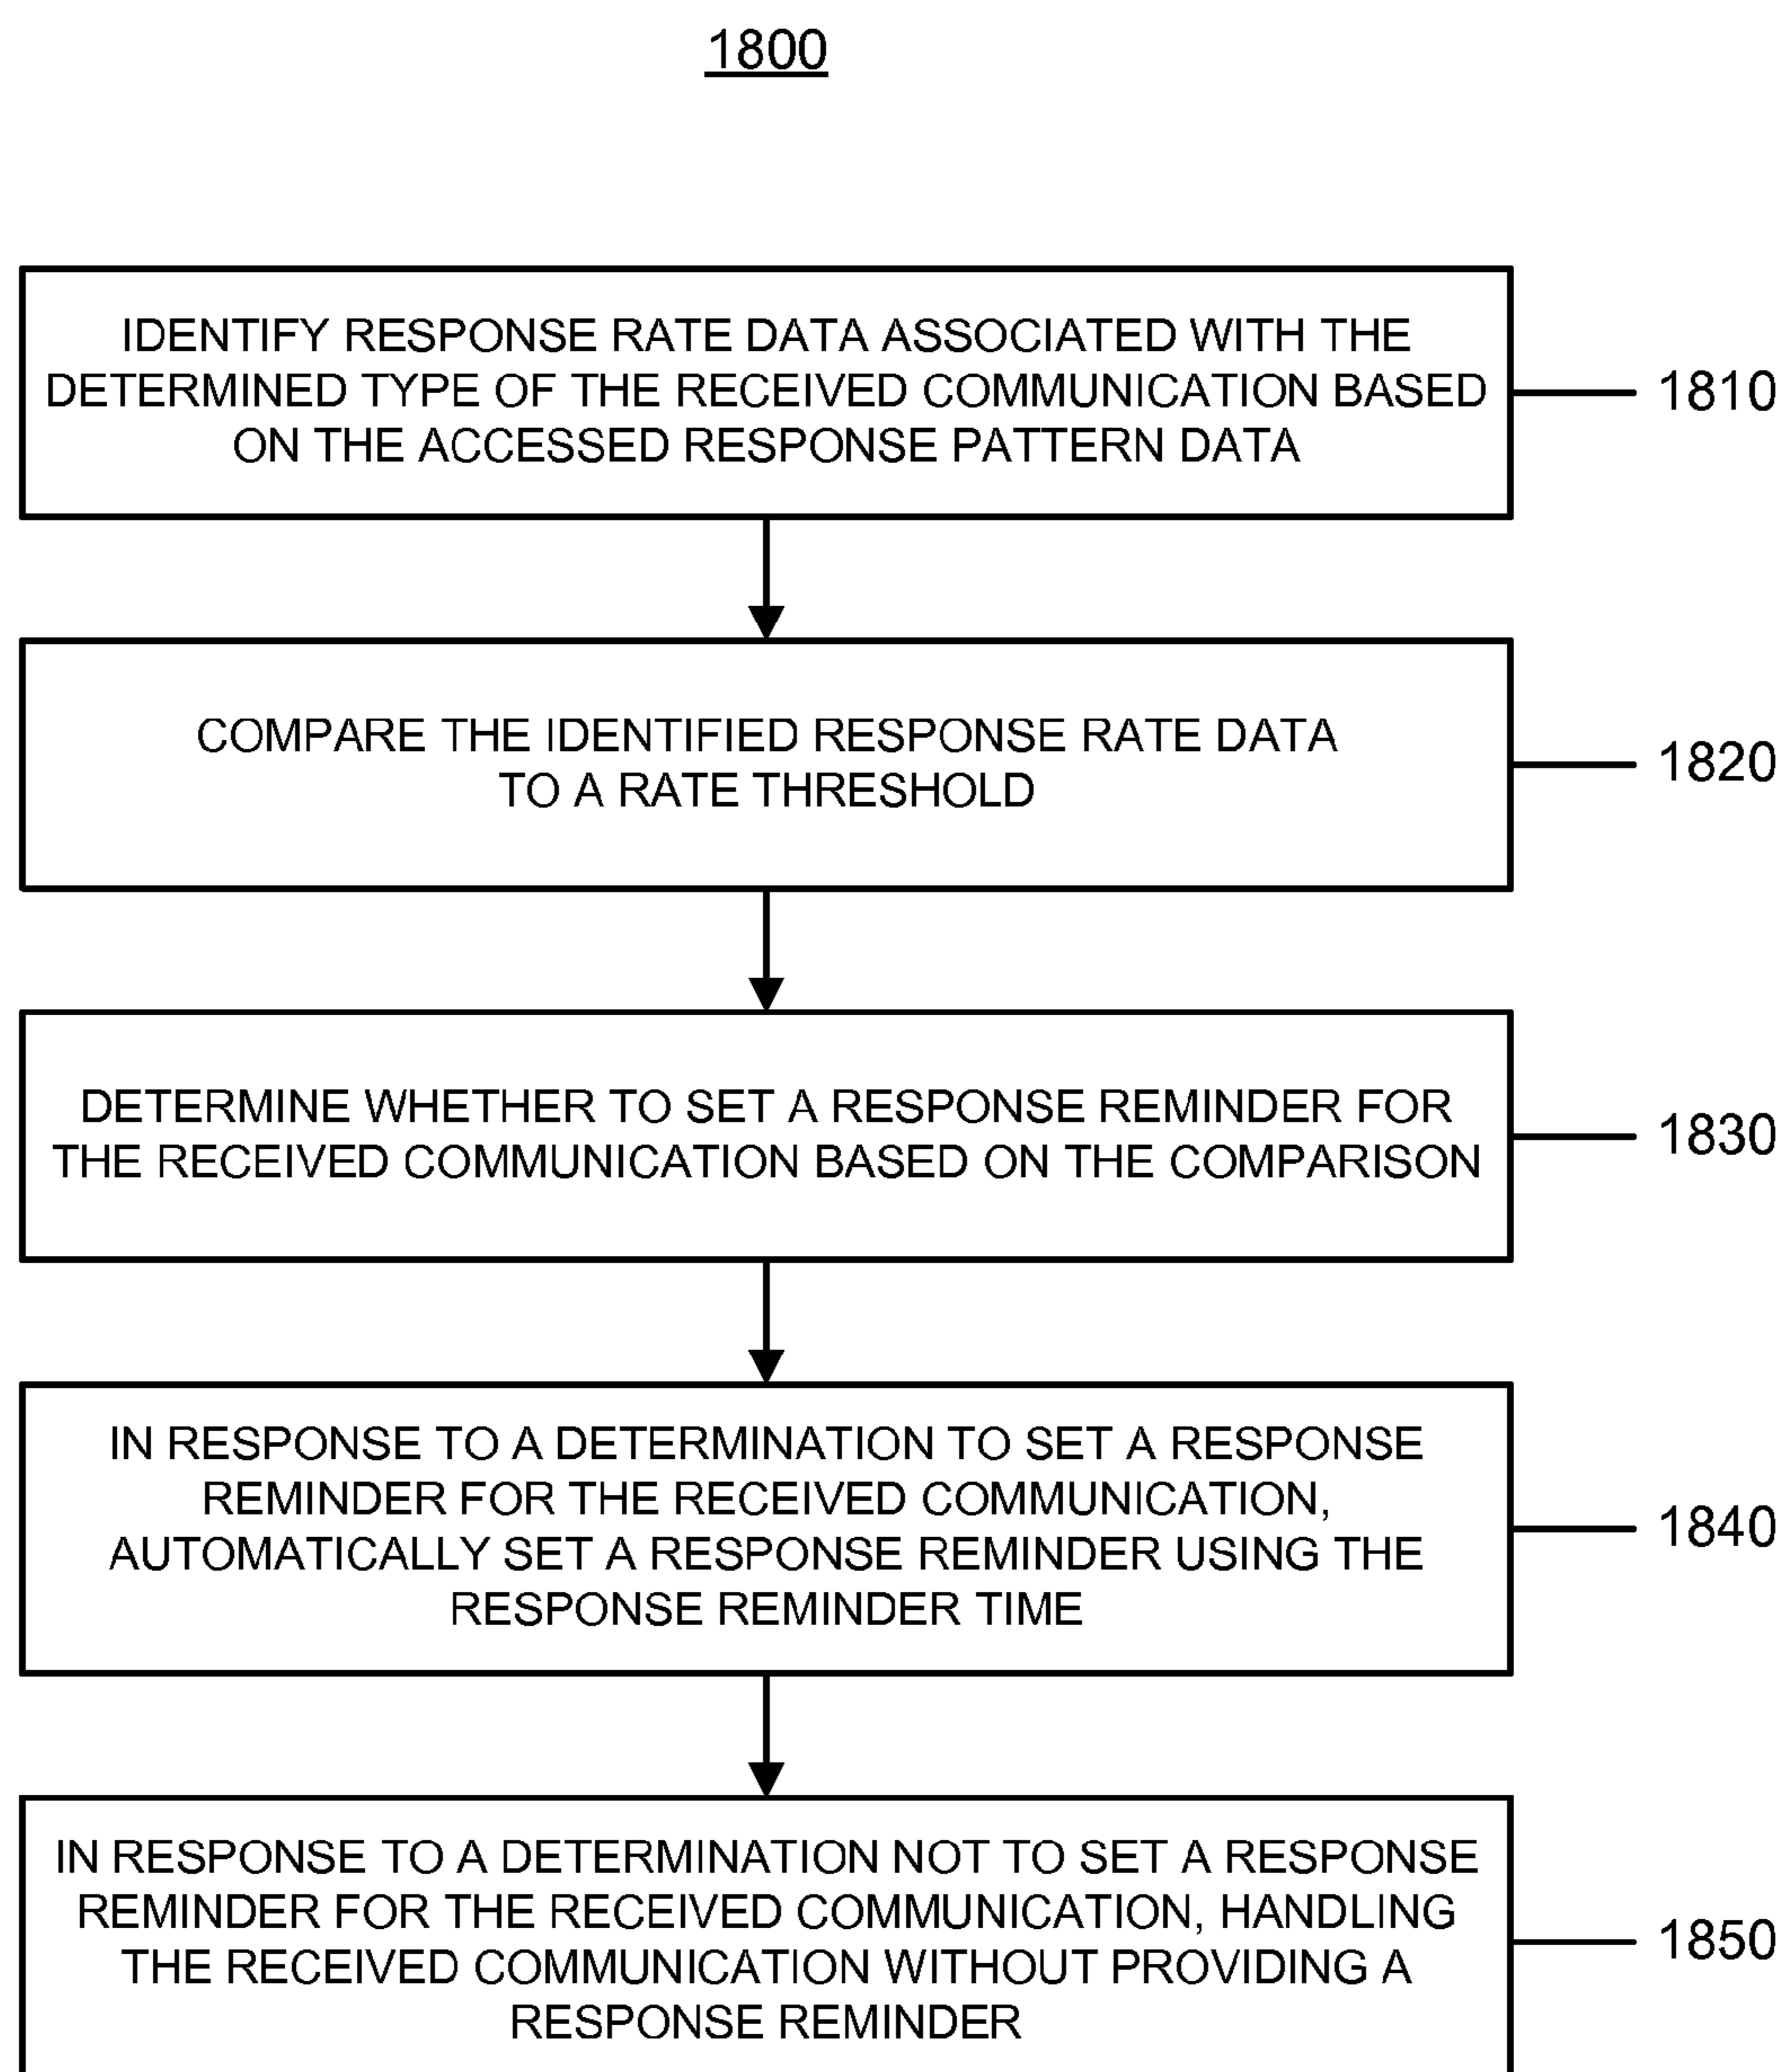 1800
IDENTIFY RESPONSE RATE DATA ASSOCIATED WITH THE
DETERMINED TYPE OF THE RECEIVED COMMUNICATION BASED
ON THE ACCESSED RESPONSE PATTERN DATA
1810
COMPARE THE IDENTIFIED RESPONSE RATE DATA
TO A RATE THRESHOLD
1820
DETERMINE WHETHER TO SET A RESPONSE REMINDER FOR
THE RECEIVED COMMUNICATION BASED ON THE COMPARISON
1830
IN RESPONSE TO A DETERMINATION TO SET A RESPONSE
REMINDER FOR THE RECEIVED COMMUNICATION,
AUTOMATICALLY SET A RESPONSE REMINDER USING THE
RESPONSE REMINDER TIME
1840
IN RESPONSE TO A DETERMINATION NOT TO SET A RESPONSE
REMINDER FOR THE RECEIVED COMMUNICATION, HANDLING
THE RECEIVED COMMUNICATION WITHOUT PROVIDING A
RESPONSE REMINDER
1850